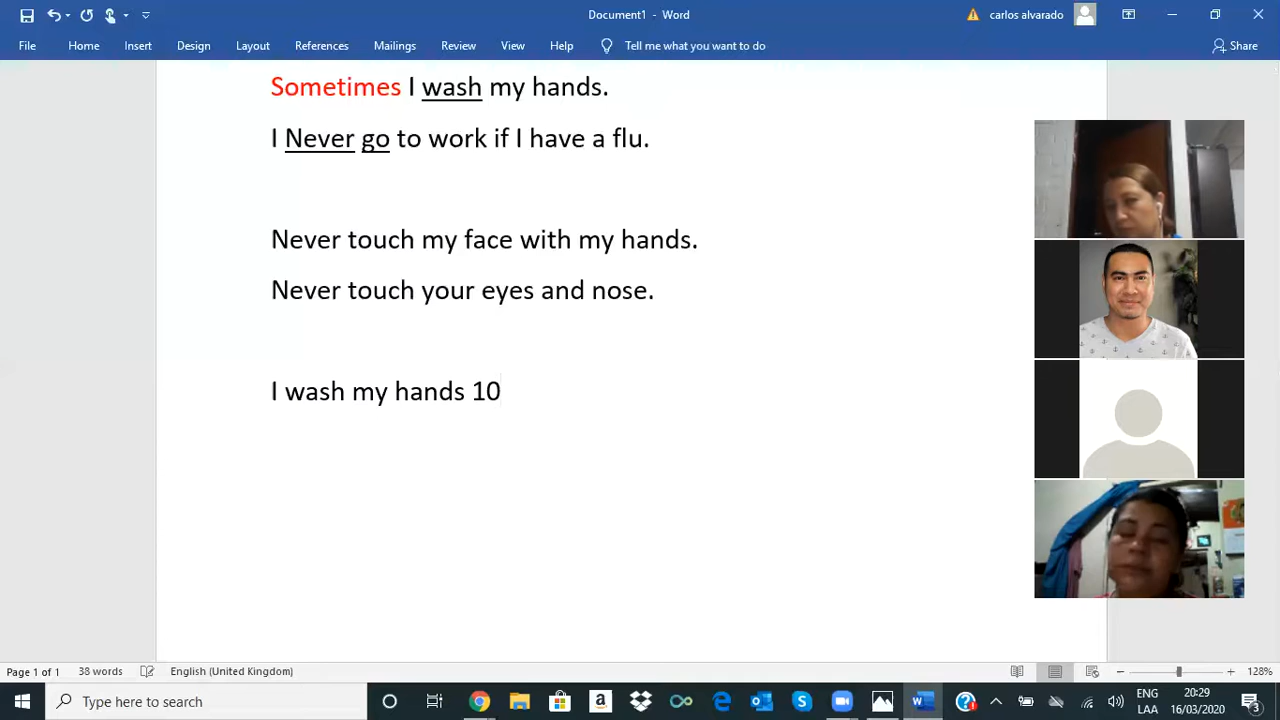 Document1 - Word
carlos alvarado
File Home Insert Design Layout References Mailings Review View Help Tell me what you want to do Share
Sometimes I wash my hands.
I Never go to work if I have a flu.
Never touch my face with my hands.
Never touch your eyes and nose.
I wash my hands 10
Page 1 of 1 38 words English (United Kingdom) 128%
Type here to search
ENG 20:29
LAA 16/03/2020
3